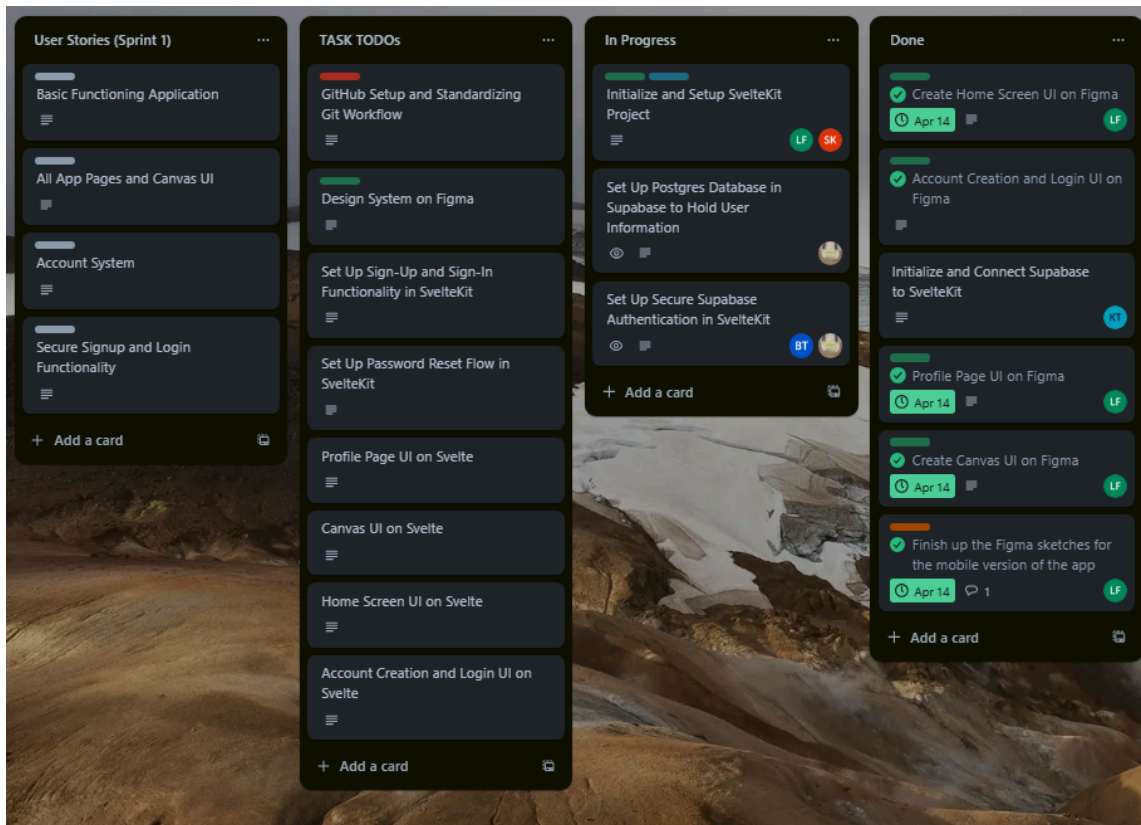 User Stories (Sprint 1)
Basic Functioning Application
All App Pages and Canvas UI
Account System
Secure Signup and Login
Functionality
+ Add a card
TASK TODOs
GitHub Setup and Standardizing
Git Workflow
Design System on Figma
Set Up Sign-Up and Sign-In
Functionality in SvelteKit
Set Up Password Reset Flow in
SvelteKit
Profile Page UI on Svelte
Canvas UI on Svelte
Home Screen UI on Svelte
Account Creation and Login UI on
Svelte
+ Add a card
In Progress
Initialize and Setup SvelteKit
Project
LF SK
Set Up Postgres Database in
Supabase to Hold User
Information
Set Up Secure Supabase
Authentication in SvelteKit
BT
+ Add a card
Done
Create Home Screen UI on Figma
Apr 14 LF
Account Creation and Login UI on
Figma
Initialize and Connect Supabase
to SvelteKit
KT
Profile Page UI on Figma
Apr 14 LF
Create Canvas UI on Figma
Apr 14 LF
Finish up the Figma sketches for
the mobile version of the app
Apr 14 1 LF
+ Add a card